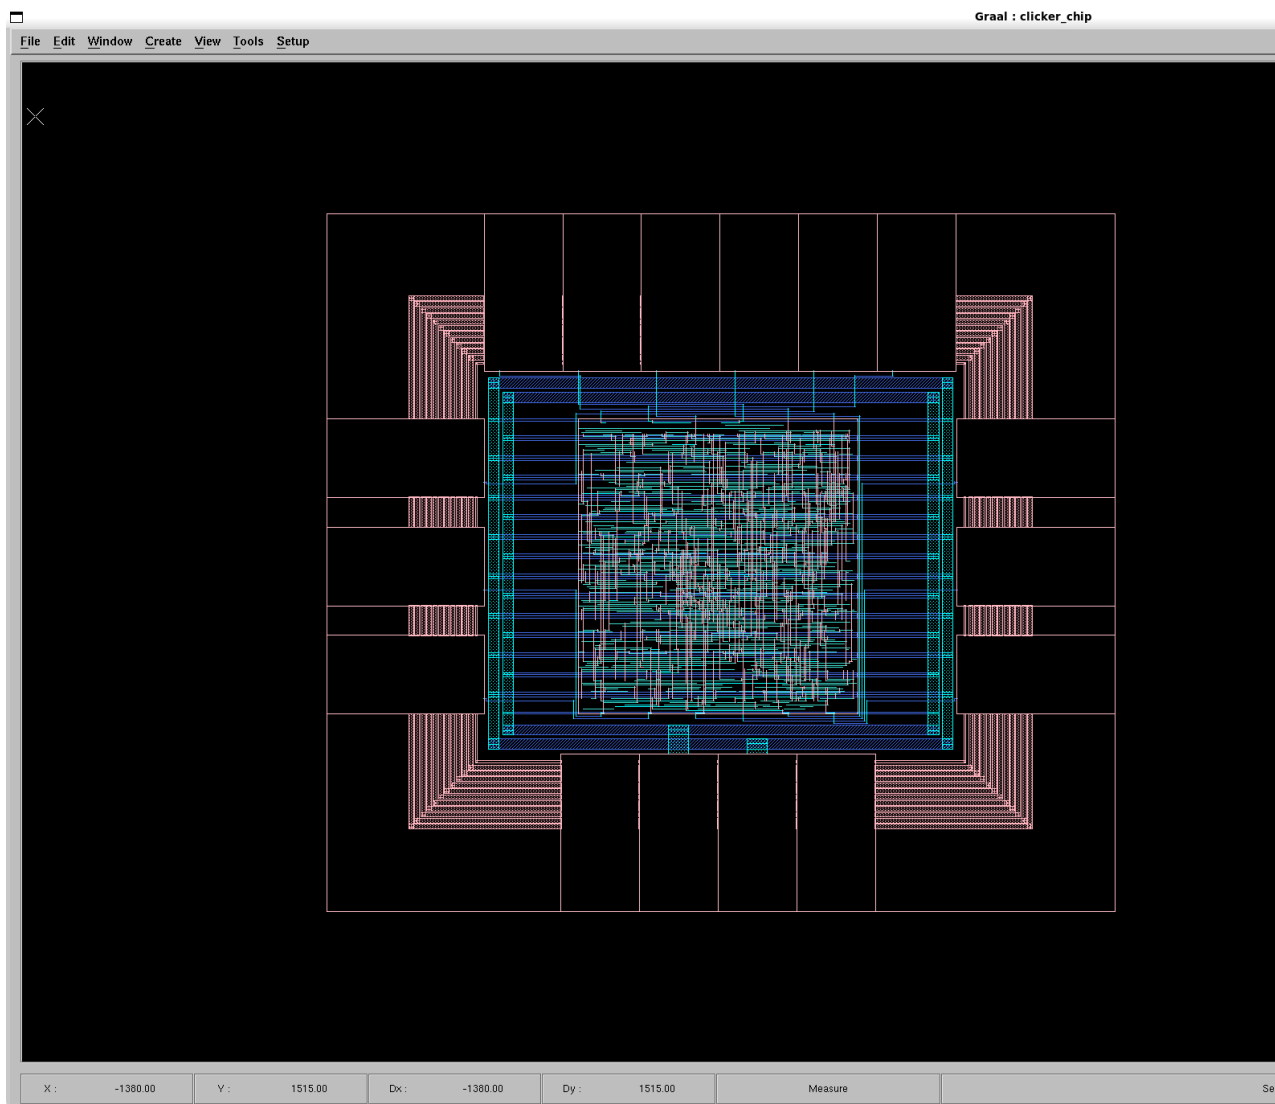 Graal : clicker_chip
File Edit Window Create View Tools Setup
X : -1380.00 Y : 1515.00 Dx : -1380.00 Dy : 1515.00 Measure Se